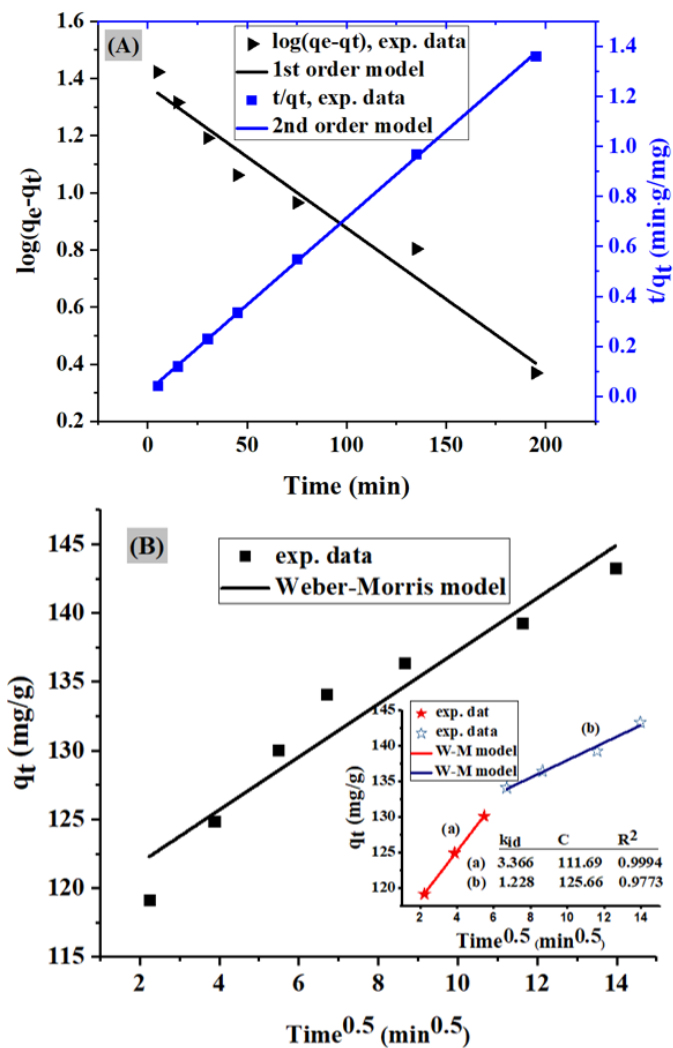 (A)
log(qe-qt), exp. data
1st order model
t/qt, exp. data
2nd order model
1.6
1.4
1.2
1.0
0.8
0.6
0.4
0.2
log(qe-qt)
1.4
1.2
1.0
0.8
0.6
0.4
0.2
0.0
t/qt (min·g/mg)
0 50 100 150 200
Time (min)
(B)
exp. data
Weber-Morris model
145
140
135
130
125
120
115
qt (mg/g)
exp. dat
exp. data
W-M model
W-M model
145
140
135
130
125
120
qt (mg/g)
(a)
(b)
kid C R2
(a) 3.366 111.69 0.9994
(b) 1.228 125.66 0.9773
2 4 6 8 10 12 14
Time0.5 (min0.5)
2 4 6 8 10 12 14
Time0.5 (min0.5)